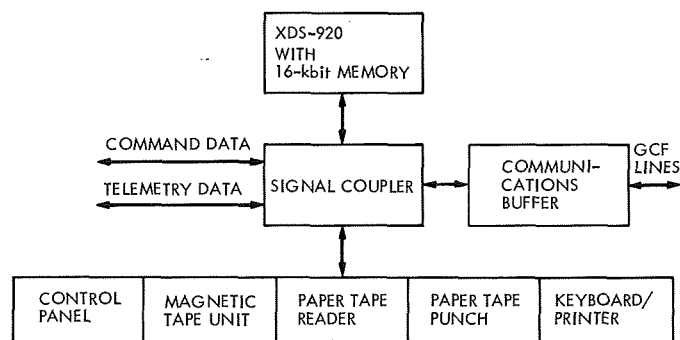 XDS-920
WITH
16-kbit MEMORY
COMMAND DATA
TELEMETRY DATA
SIGNAL COUPLER
COMMUNI-
CATIONS
BUFFER
GCF
LINES
CONTROL
PANEL
MAGNETIC
TAPE UNIT
PAPER TAPE
READER
PAPER TAPE
PUNCH
KEYBOARD/
PRINTER